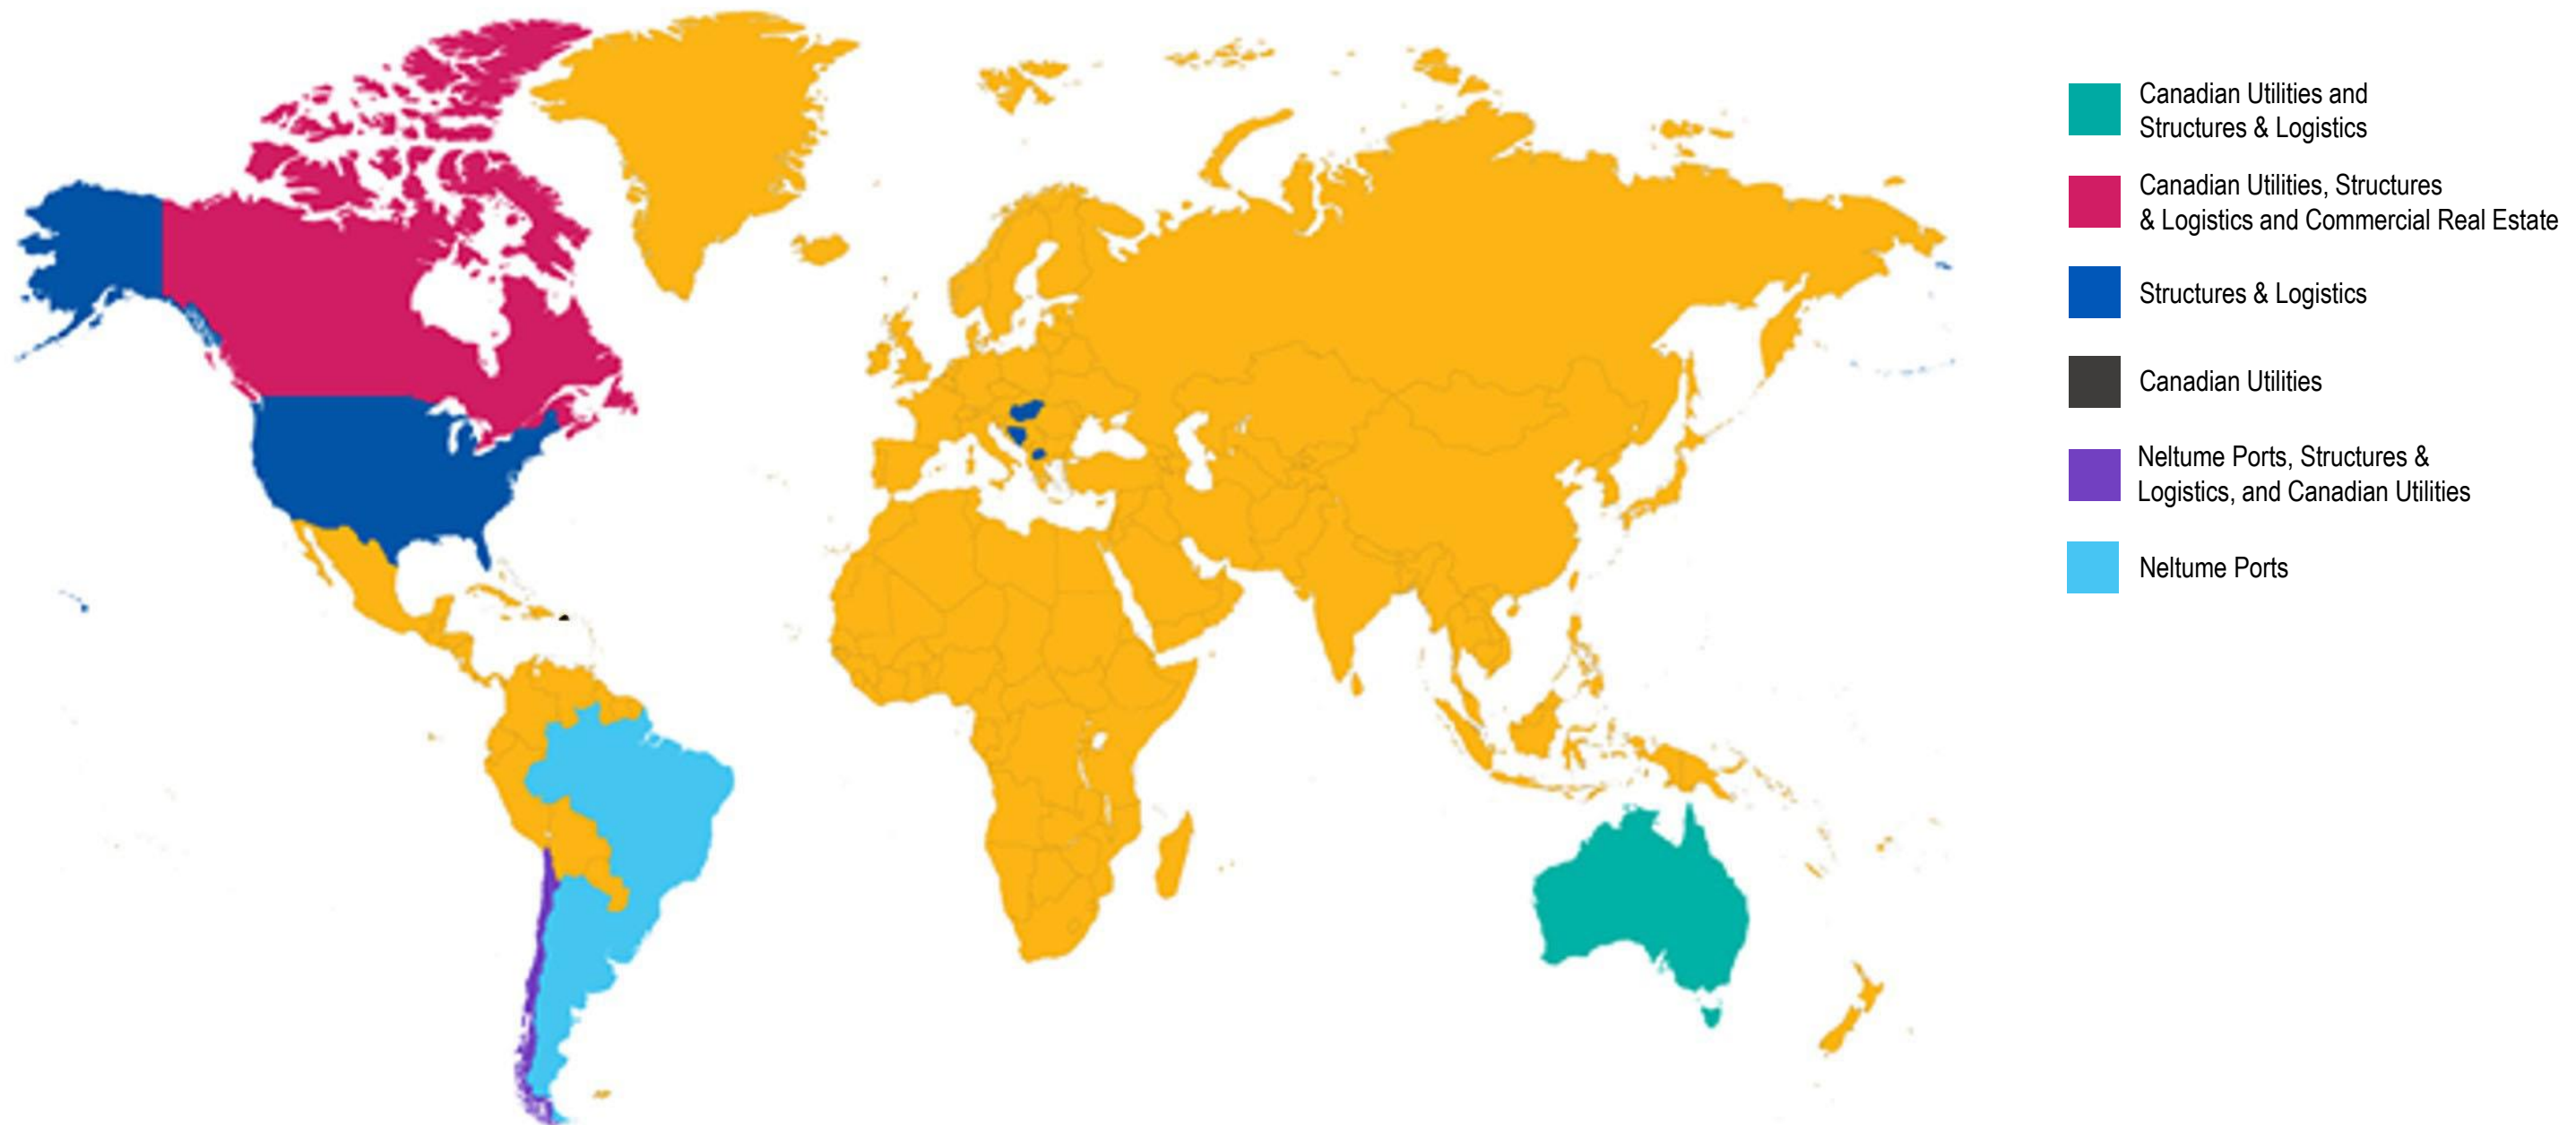 Canadian Utilities and
Structures & Logistics
Canadian Utilities, Structures
& Logistics and Commercial Real Estate
Structures & Logistics
Canadian Utilities
Neltume Ports, Structures &
Logistics, and Canadian Utilities
Neltume Ports